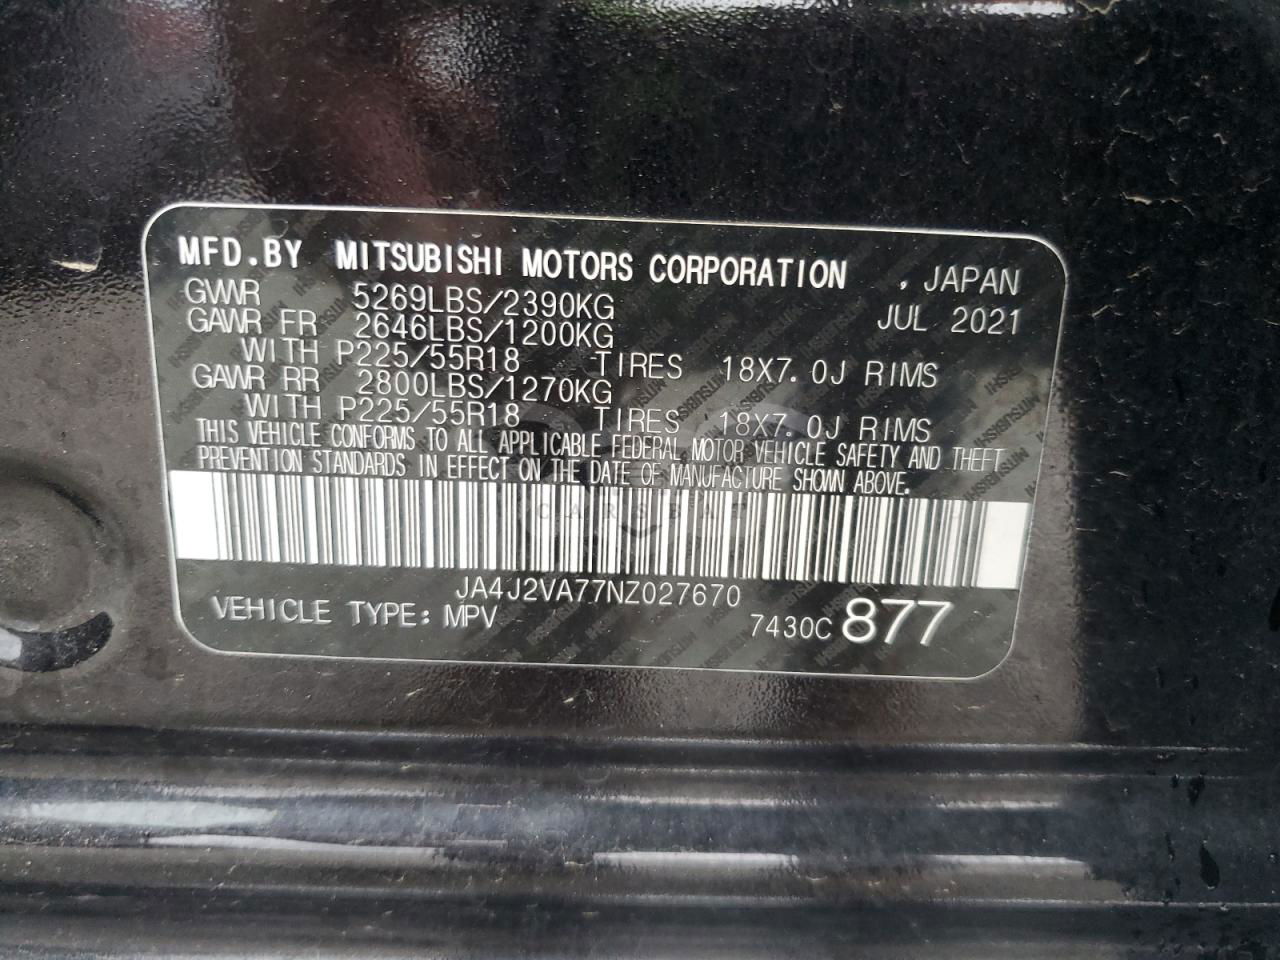 MFD.BY MITSUBISHI MOTORS CORPORATION , JAPAN
GVWR 5269LBS/2390KG JUL 2021
GAWR FR 2646LBS/1200KG
WITH P225/55R18 TIRES 18X7.0J RIMS
GAWR RR 2800LBS/1270KG
WITH P225/55R18 TIRES 18X7.0J RIMS
THIS VEHICLE CONFORMS TO ALL APPLICABLE FEDERAL MOTOR VEHICLE SAFETY AND THEFT
PREVENTION STANDARDS IN EFFECT ON THE DATE OF MANUFACTURE SHOWN ABOVE.
JA4J2VA77NZ027670
VEHICLE TYPE: MPV 7430C 877